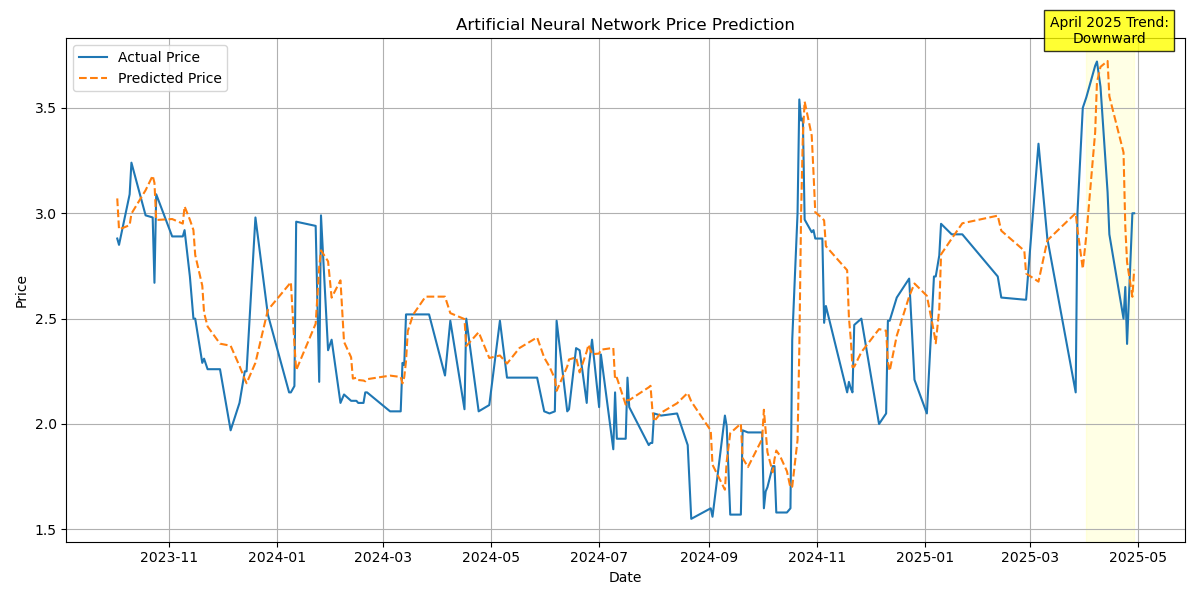 Artificial Neural Network Price Prediction
April 2025 Trend:
Downward
Actual Price
Predicted Price
Price
3.5
3.0
2.5
2.0
1.5
2023-11
2024-01
2024-03
2024-05
2024-07
2024-09
2024-11
2025-01
2025-03
2025-05
Date